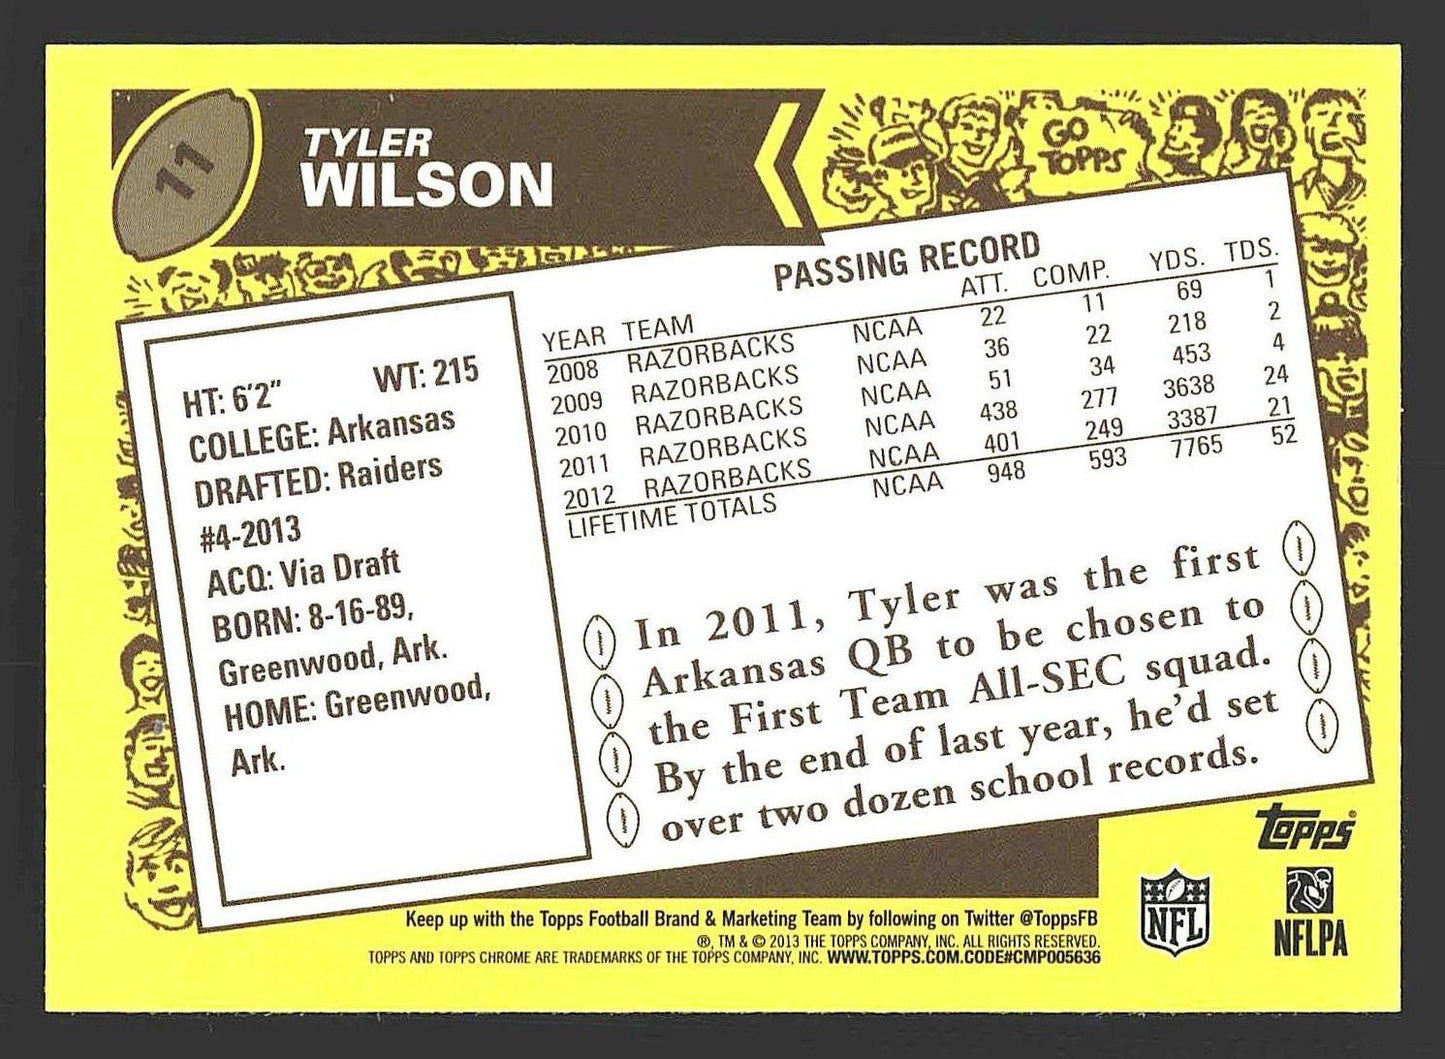 11
TYLER
WILSON
GO
TOPPS
HT: 6'2" WT: 215
COLLEGE: Arkansas
DRAFTED: Raiders
#4-2013
ACQ: Via Draft
BORN: 8-16-89,
Greenwood, Ark.
HOME: Greenwood,
Ark.
PASSING RECORD
YEAR TEAM ATT. COMP. YDS. TDS.
2008 RAZORBACKS NCAA 22 11 69 1
2009 RAZORBACKS NCAA 36 22 218 2
2010 RAZORBACKS NCAA 51 34 453 4
2011 RAZORBACKS NCAA 438 277 3638 24
2012 RAZORBACKS NCAA 401 249 3387 21
LIFETIME TOTALS NCAA 948 593 7765 52
In 2011, Tyler was the first
Arkansas QB to be chosen to
the First Team All-SEC squad.
By the end of last year, he'd set
over two dozen school records.
Topps
NFL
NFLPA
Keep up with the Topps Football Brand & Marketing Team by following on Twitter @ToppsFB
®, TM & © 2013 THE TOPPS COMPANY, INC. ALL RIGHTS RESERVED.
TOPPS AND TOPPS CHROME ARE TRADEMARKS OF THE TOPPS COMPANY, INC. WWW.TOPPS.COM.CODE#CMP005636